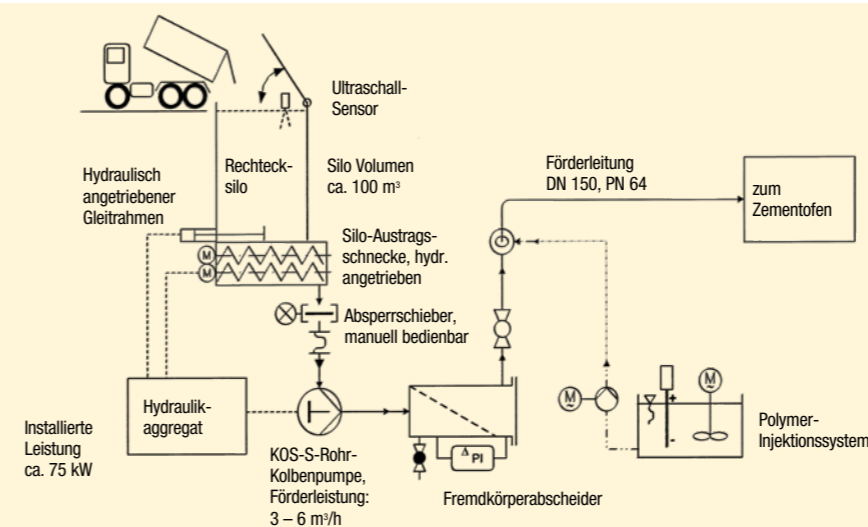 Ultraschall-
Sensor
Hydraulisch
angetriebener
Gleitrahmen
Rechteck-
silo
Silo Volumen
ca. 100 m³
Förderleitung
DN 150, PN 64
zum
Zementofen
Silo-Austrags-
schnecke, hydr.
angetrieben
M
M
Absperrschieber,
manuell bedienbar
Hydraulik-
aggregat
Installierte
Leistung
ca. 75 kW
KOS-S-Rohr-
Kolbenpumpe,
Förderleistung:
3 – 6 m³/h
Δ PI
Fremdkörperabscheider
M
M
+
-
Polymer-
Injektionssystem